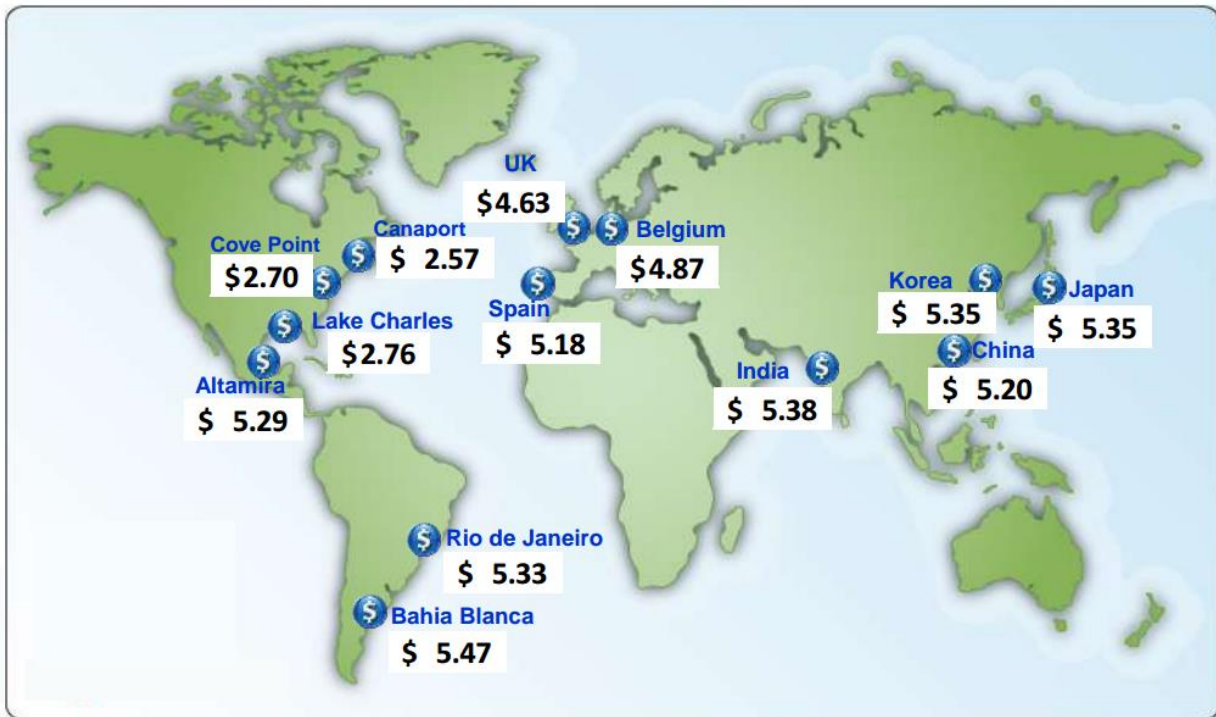 UK
$4.63
Canaport
$ 2.57
Cove Point
$2.70
Belgium
$4.87
Lake Charles
$2.76
Spain
$ 5.18
Korea
$ 5.35
Japan
$ 5.35
China
$ 5.20
India
$ 5.38
Altamira
$ 5.29
Rio de Janeiro
$ 5.33
Bahia Blanca
$ 5.47